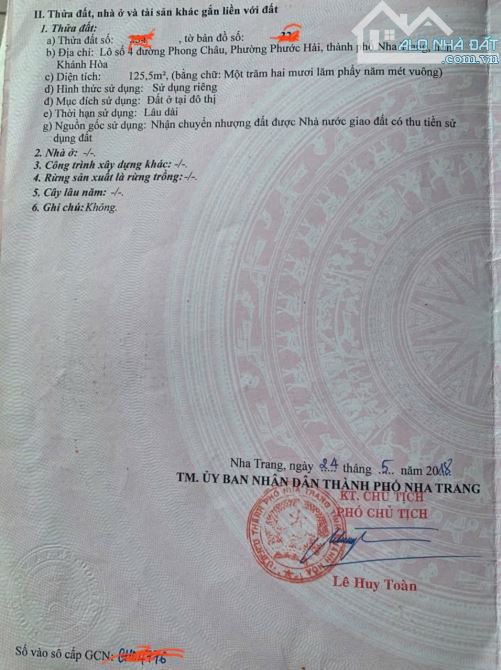 ALO NHÀ ĐẤT
II. Thửa đất, nhà ở và tài sản khác gắn liền với đất
1. Thửa đất:
a) Thửa đất số: , tờ bản đồ số:
b) Địa chỉ: Lô số 4 đường Phong Châu, Phường Phước Hải, thành phố Nha Trang, tỉnh
Khánh Hòa
c) Diện tích: 125,5m², (bằng chữ: Một trăm hai mươi lăm phẩy năm mét vuông)
d) Hình thức sử dụng: Sử dụng riêng
đ) Mục đích sử dụng: Đất ở tại đô thị
e) Thời hạn sử dụng: Lâu dài
g) Nguồn gốc sử dụng: Nhận chuyển nhượng đất được Nhà nước giao đất có thu tiền sử
dụng đất
2. Nhà ở: -/-.
3. Công trình xây dựng khác: -/-.
4. Rừng sản xuất là rừng trồng: -/-.
5. Cây lâu năm: -/-.
6. Ghi chú: Không.
Nha Trang, ngày 24 tháng 5 năm 2018
TM. ỦY BAN NHÂN DÂN THÀNH PHỐ NHA TRANG
KT. CHỦ TỊCH
PHÓ CHỦ TỊCH
Lê Huy Toàn
Số vào sổ cấp GCN: